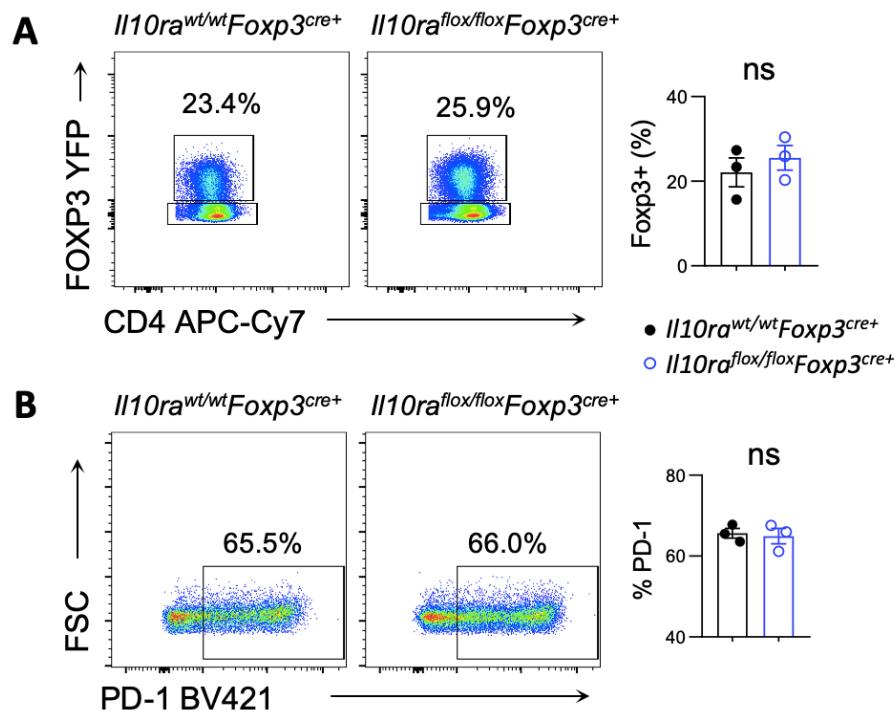 A
Il10ra^wt/wt Foxp3^cre+
Il10ra^flox/flox Foxp3^cre+
FOXP3 YFP
23.4%
25.9%
CD4 APC-Cy7
ns
Foxp3+ (%)
40
20
0
Il10ra^wt/wt Foxp3^cre+
Il10ra^flox/flox Foxp3^cre+
B
Il10ra^wt/wt Foxp3^cre+
Il10ra^flox/flox Foxp3^cre+
FSC
65.5%
66.0%
PD-1 BV421
ns
% PD-1
80
60
40